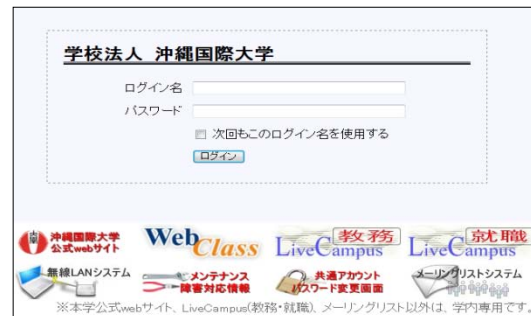 学校法人 沖縄国際大学
ログイン名
パスワード
次回もこのログイン名を使用する
ログイン
沖縄国際大学
公式webサイト
WebClass
教務
LiveCampus
就職
LiveCampus
無線LANシステム
メンテナンス
障害対応情報
共通アカウント
パスワード変更画面
メーリングリストシステム
※本学公式webサイト、LiveCampus(教務・就職)、メーリングリスト以外は、学内専用です。